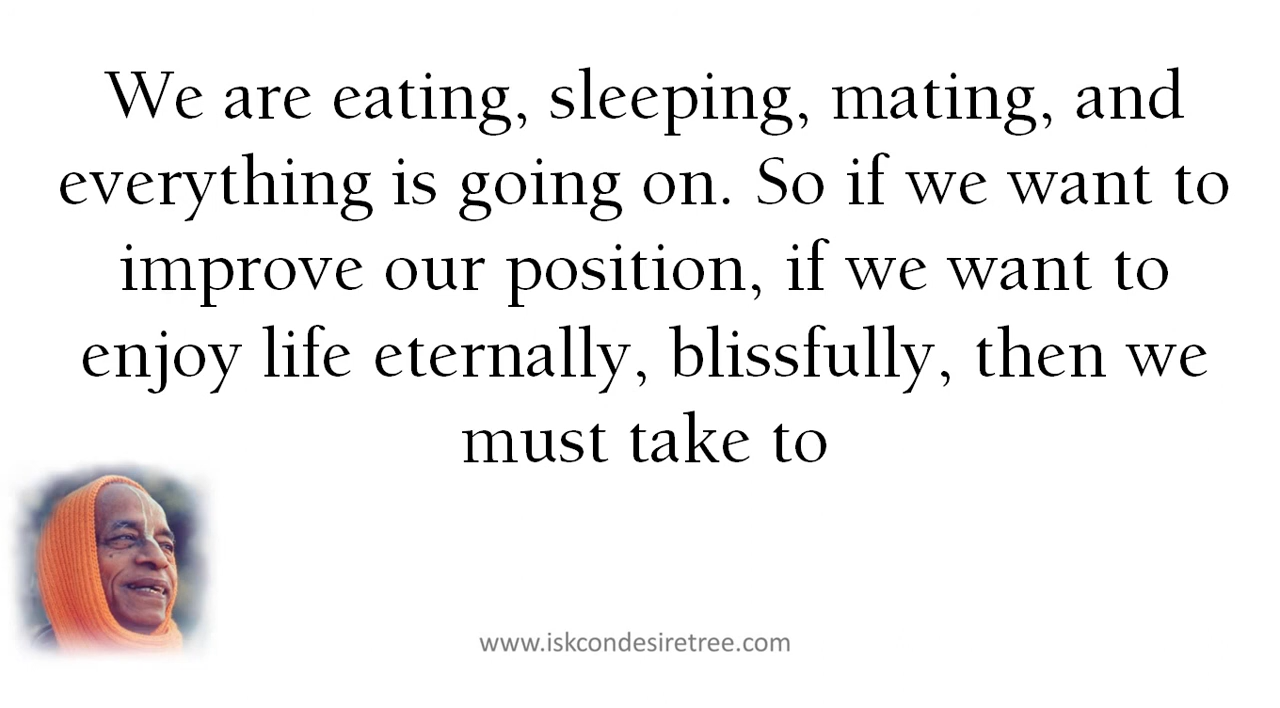 We are eating, sleeping, mating, and
everything is going on. So if we want to
improve our position, if we want to
enjoy life eternally, blissfully, then we
must take to
www.iskcondesiretree.com